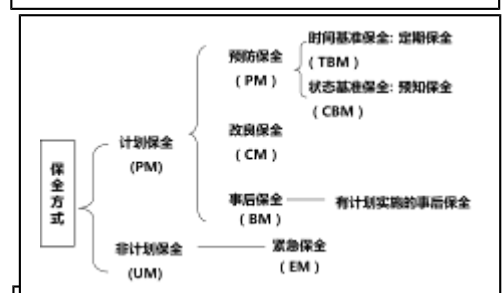 时间基准保全: 定期保全
( TBM )
预防保全
( PM )
状态基准保全: 预知保全
( CBM )
计划保全
(PM)
改良保全
( CM )
保全方式
事后保全
( BM )
有计划实施的事后保全
非计划保全
(UM)
紧急保全
( EM )